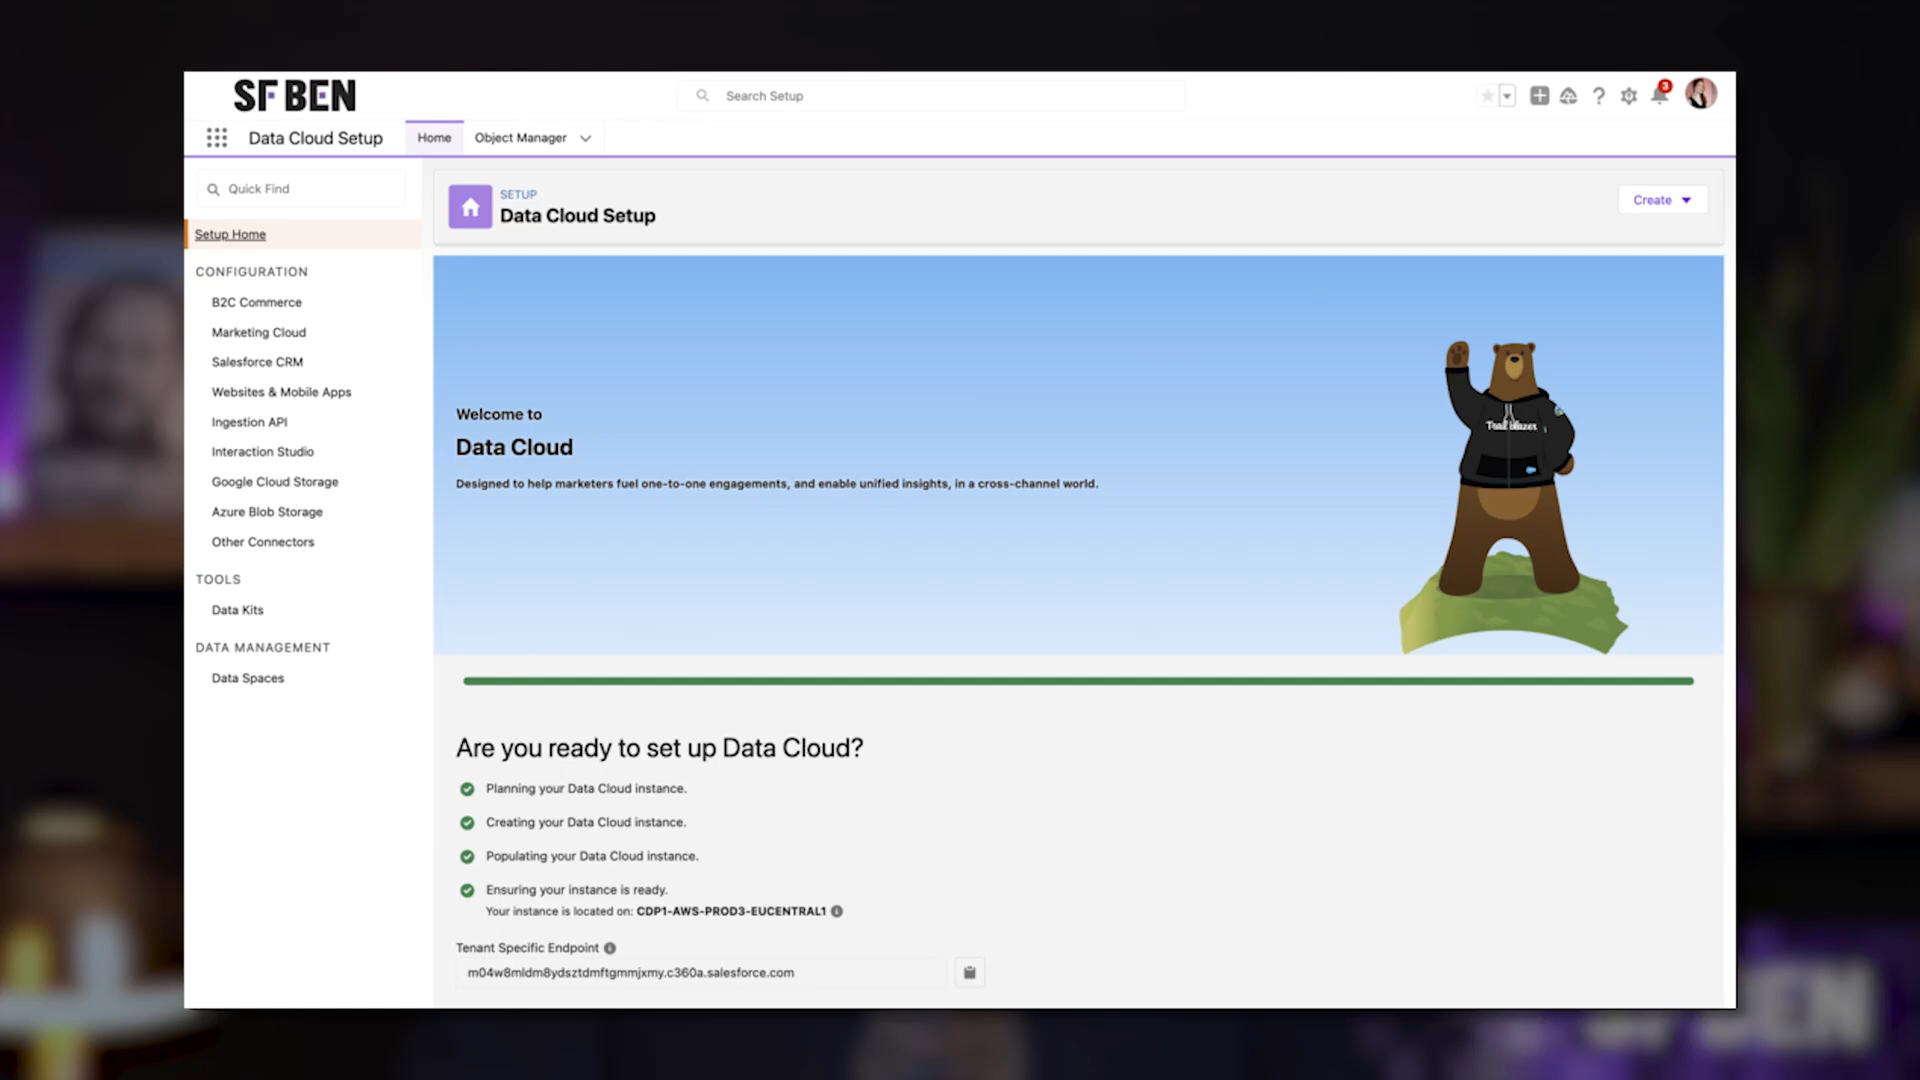 SF BEN
Search Setup
3
Data Cloud Setup
Home
Object Manager
Quick Find
Setup Home
CONFIGURATION
B2C Commerce
Marketing Cloud
Salesforce CRM
Websites & Mobile Apps
Ingestion API
Interaction Studio
Google Cloud Storage
Azure Blob Storage
Other Connectors
TOOLS
Data Kits
DATA MANAGEMENT
Data Spaces
SETUP
Data Cloud Setup
Create
Welcome to
Data Cloud
Designed to help marketers fuel one-to-one engagements, and enable unified insights, in a cross-channel world.
Trailblazer
Are you ready to set up Data Cloud?
Planning your Data Cloud instance.
Creating your Data Cloud instance.
Populating your Data Cloud instance.
Ensuring your instance is ready.
Your instance is located on: CDP1-AWS-PROD3-EUCENTRAL1
Tenant Specific Endpoint
m04w8mldm8ydsztdmftgmmjxmy.c360a.salesforce.com